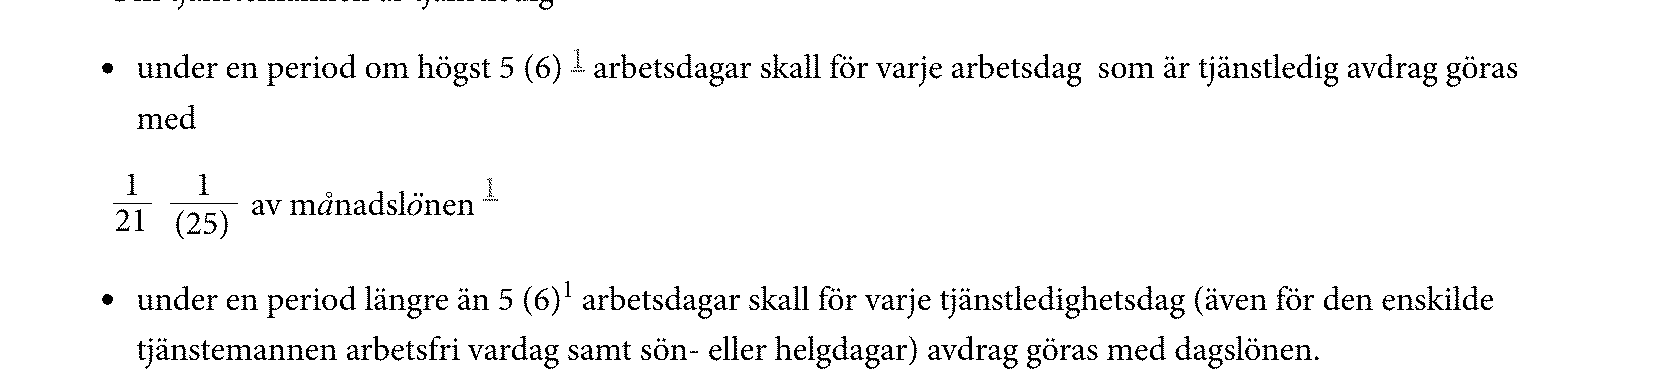 • under en period om högst 5 (6) 1 arbetsdagar skall för varje arbetsdag som är tjänstledig avdrag göras
med
1/21 1/(25) av månadslönen 1
• under en period längre än 5 (6)1 arbetsdagar skall för varje tjänstledighetsdag (även för den enskilde
tjänstemannen arbetsfri vardag samt sön- eller helgdagar) avdrag göras med dagslönen.